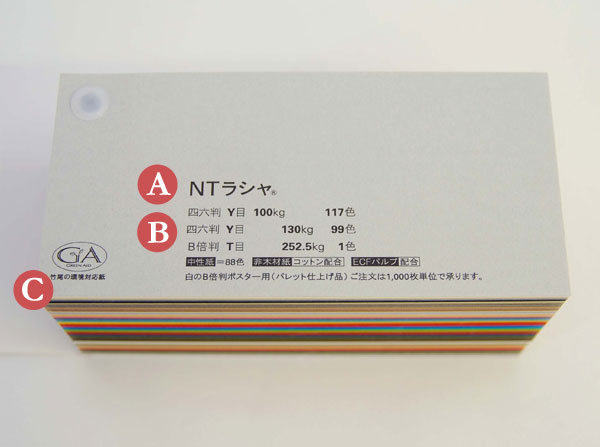 A NTラシャ®
四六判 Y目 100kg 117色
B 四六判 Y目 130kg 99色
B倍判 T目 252.5kg 1色
中性紙=88色 非木材紙コットン配合 ECFパルプ配合
白のB倍判ポスター用(パレット仕上げ品)ご注文は1,000枚単位で承ります。
GA
GREEN AID
竹尾の環境対応紙
C